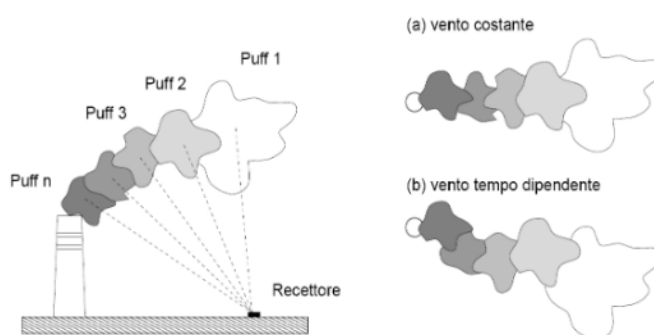 Puff 1
Puff 2
Puff 3
Puff n
Recettore
(a) vento costante
(b) vento tempo dipendente